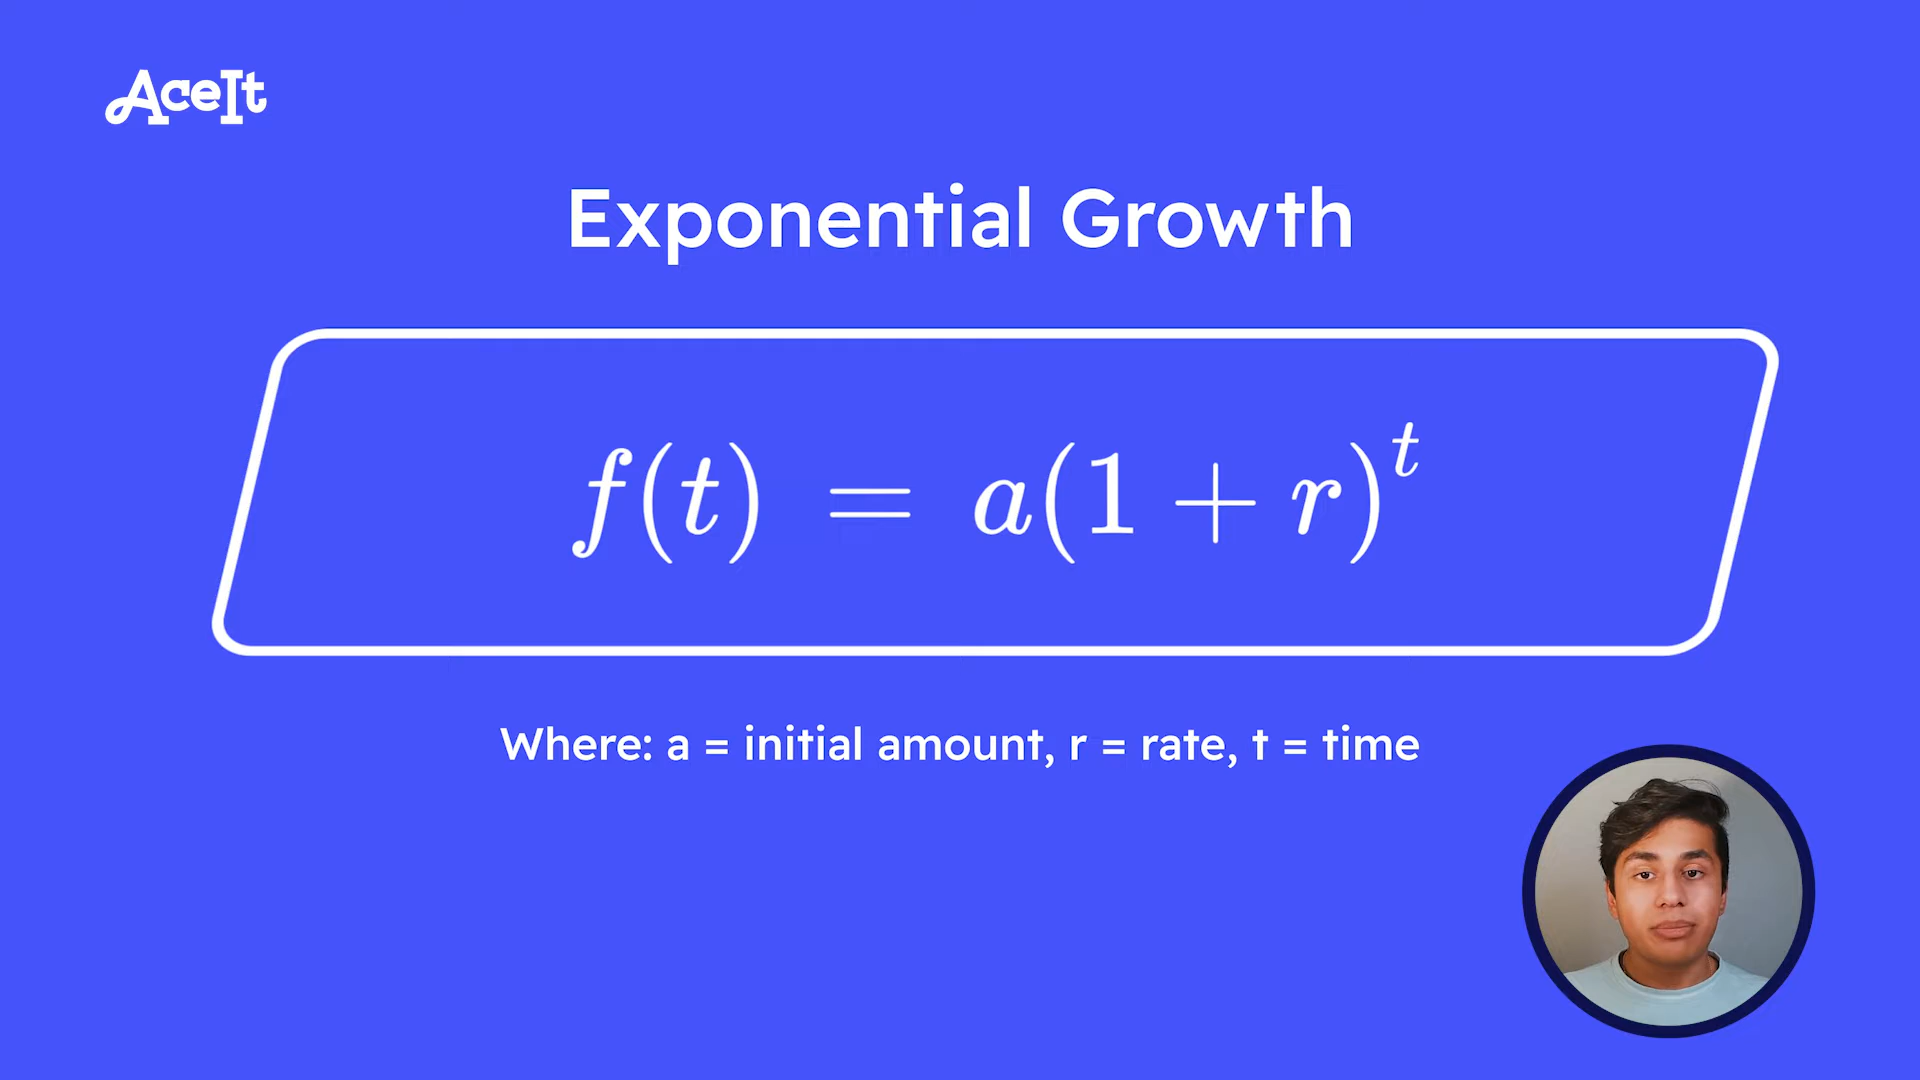 AceIt
Exponential Growth
f(t) = a(1 + r)^t
Where: a = initial amount, r = rate, t = time